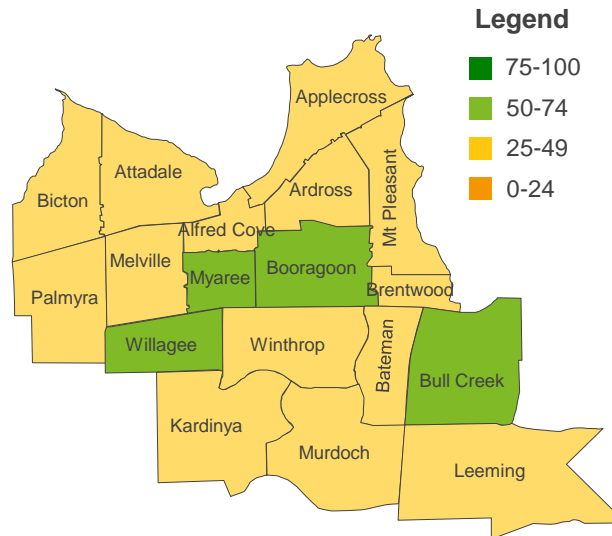 Legend
75-100
50-74
25-49
0-24
Applecross
Attadale
Ardross
Bicton
Mt Pleasant
Alfred Cove
Melville
Myaree
Booragoon
Brentwood
Palmyra
Willagee
Winthrop
Bateman
Bull Creek
Kardinya
Murdoch
Leeming